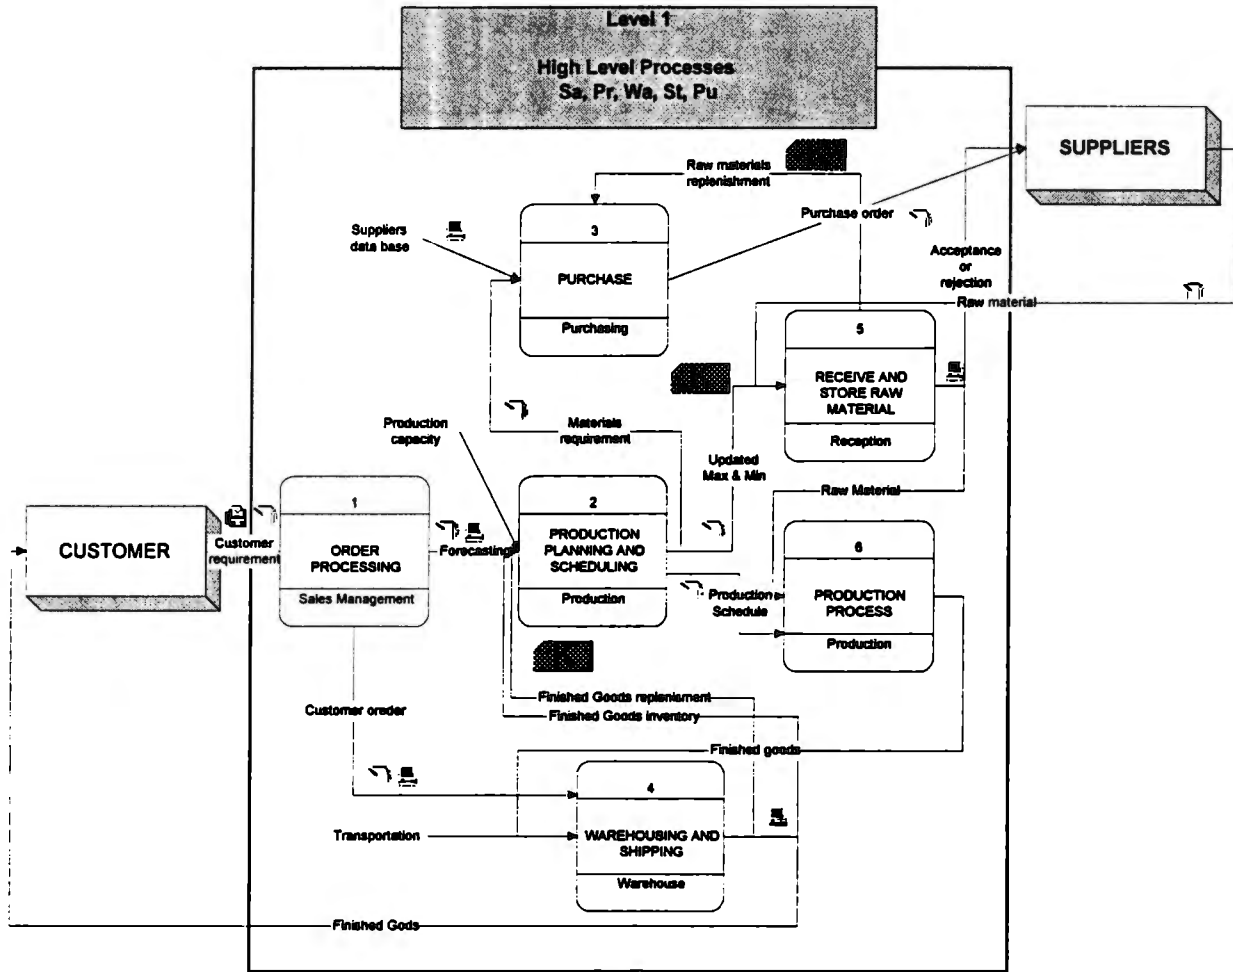 Level 1
High Level Processes
Sa, Pr, Wa, St, Pu
SUPPLIERS
Raw materials
replenishment
Purchase order
3
PURCHASE
Purchasing
Suppliers
data base
Acceptance
or
rejection
Raw material
5
RECEIVE AND
STORE RAW
MATERIAL
Reception
Production
capacity
Materials
requirement
Updated
Max & Min
Raw Material
CUSTOMER
Customer
requirement
1
ORDER
PROCESSING
Sales Management
Forecasting
2
PRODUCTION
PLANNING AND
SCHEDULING
Production
Production
Schedule
6
PRODUCTION
PROCESS
Production
Finished Goods replenisment
Finished Goods inventory
Customer oreder
Finished goods
4
WAREHOUSING AND
SHIPPING
Warehouse
Transportation
Finished Gods